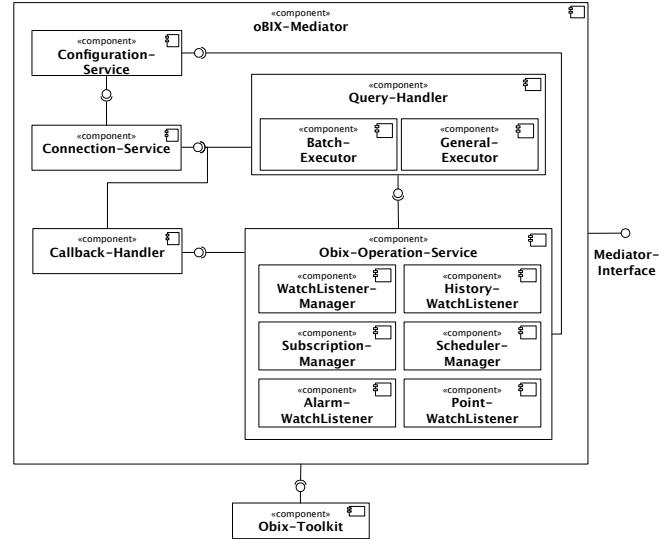 «component»
oBIX-Mediator
«component»
Configuration-
Service
«component»
Query-Handler
«component»
Batch-
Executor
«component»
General-
Executor
«component»
Connection-Service
«component»
Callback-Handler
«component»
Obix-Operation-Service
«component»
WatchListener-
Manager
«component»
History-
WatchListener
«component»
Subscription-
Manager
«component»
Scheduler-
Manager
«component»
Alarm-
WatchListener
«component»
Point-
WatchListener
Mediator-
Interface
«component»
Obix-Toolkit